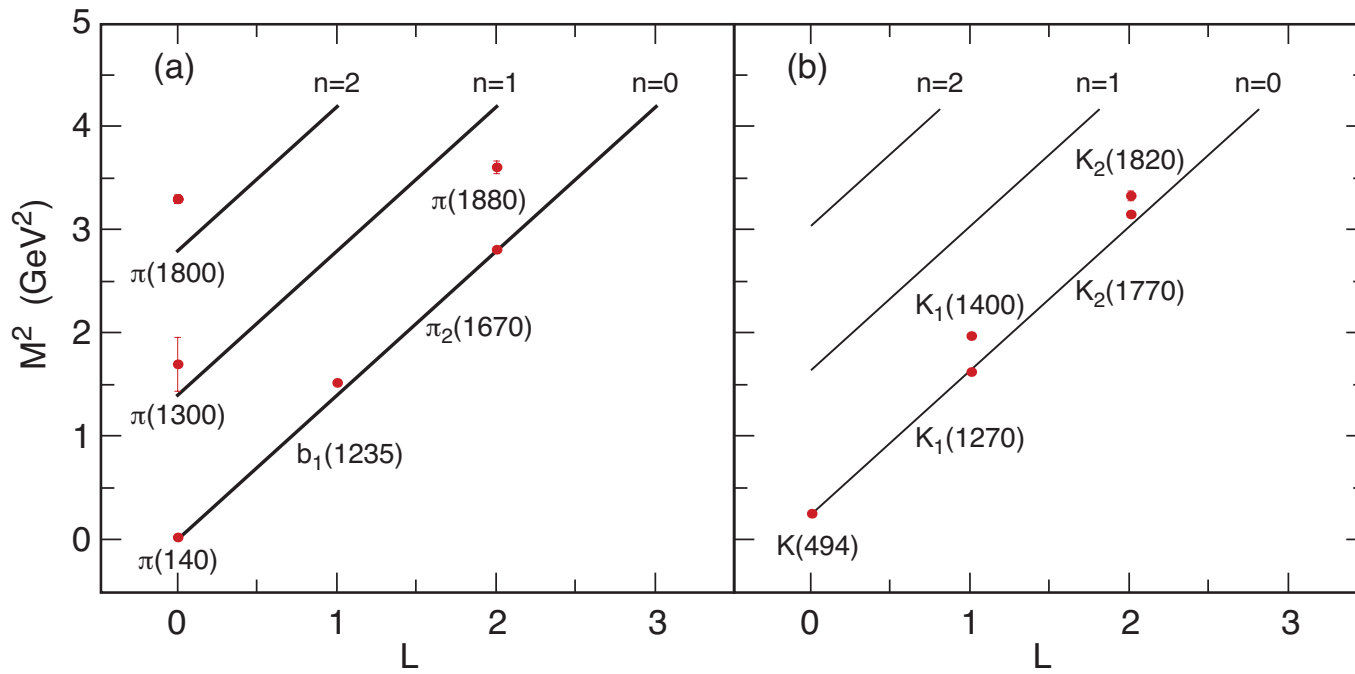 5
4
3
2
1
0
M² (GeV²)
(a)
n=2
n=1
n=0
π(1880)
π(1800)
π₂(1670)
π(1300)
b₁(1235)
π(140)
0
1
2
3
L
(b)
n=2
n=1
n=0
K₂(1820)
K₁(1400)
K₂(1770)
K₁(1270)
K(494)
0
1
2
3
L